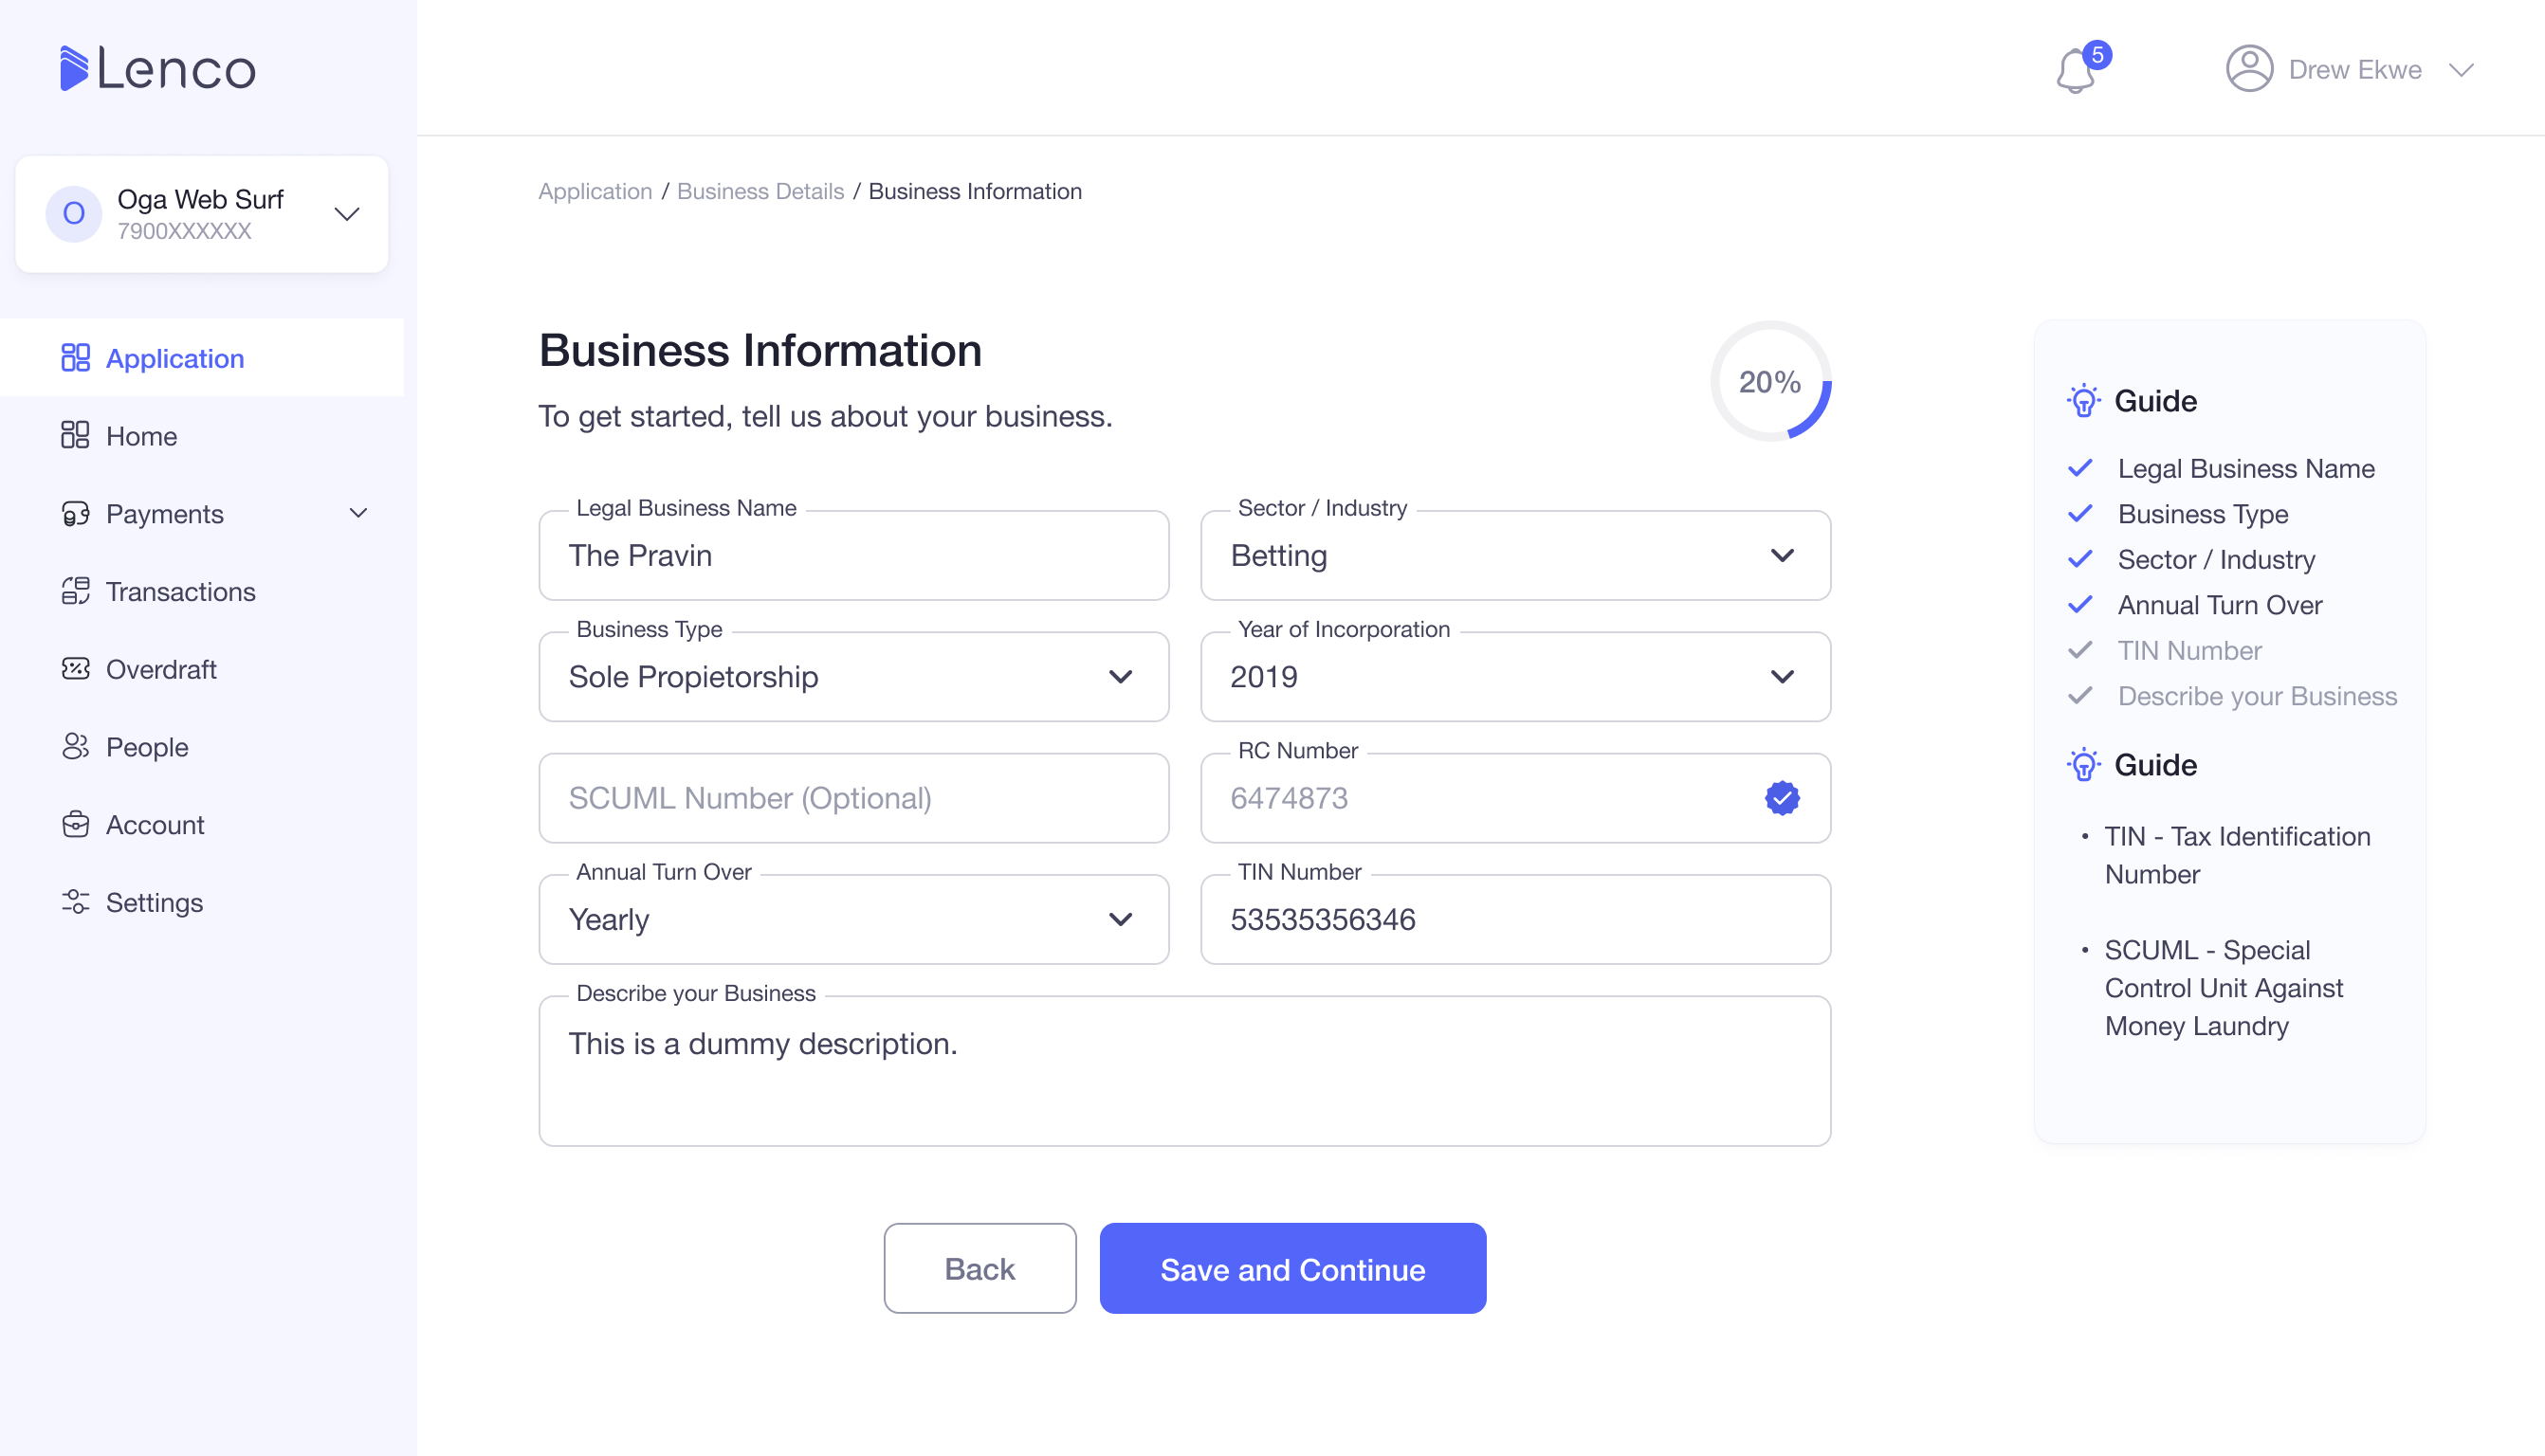 Lenco
5
Drew Ekwe
O
Oga Web Surf
7900XXXXXX
Application
Home
Payments
Transactions
Overdraft
People
Account
Settings
Application / Business Details / Business Information
Business Information
To get started, tell us about your business.
20%
Legal Business Name
The Pravin
Sector / Industry
Betting
Business Type
Sole Propietorship
Year of Incorporation
2019
SCUML Number (Optional)
RC Number
6474873
Annual Turn Over
Yearly
TIN Number
53535356346
Describe your Business
This is a dummy description.
Back
Save and Continue
Guide
Legal Business Name
Business Type
Sector / Industry
Annual Turn Over
TIN Number
Describe your Business
Guide
• TIN - Tax Identification
Number
• SCUML - Special
Control Unit Against
Money Laundry